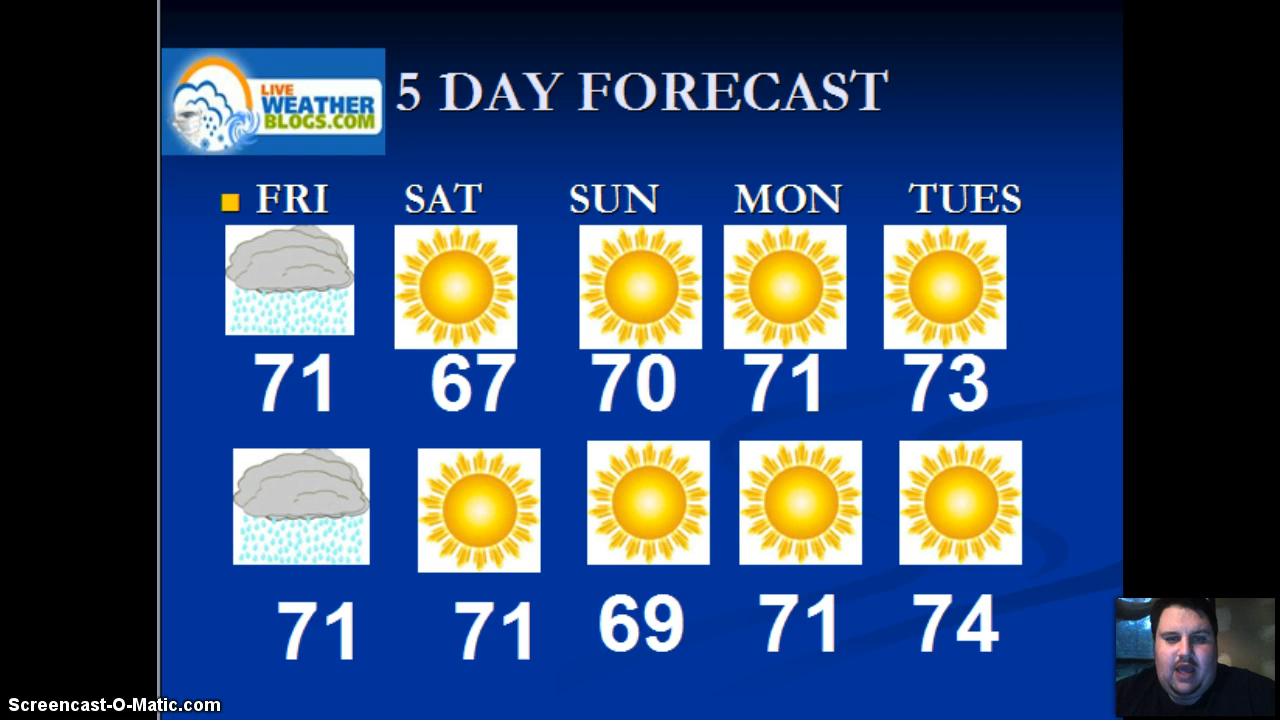 LIVE
WEATHER
BLOGS.COM
5 DAY FORECAST
FRI SAT SUN MON TUES
71 67 70 71 73
71 71 69 71 74
Screencast-O-Matic.com